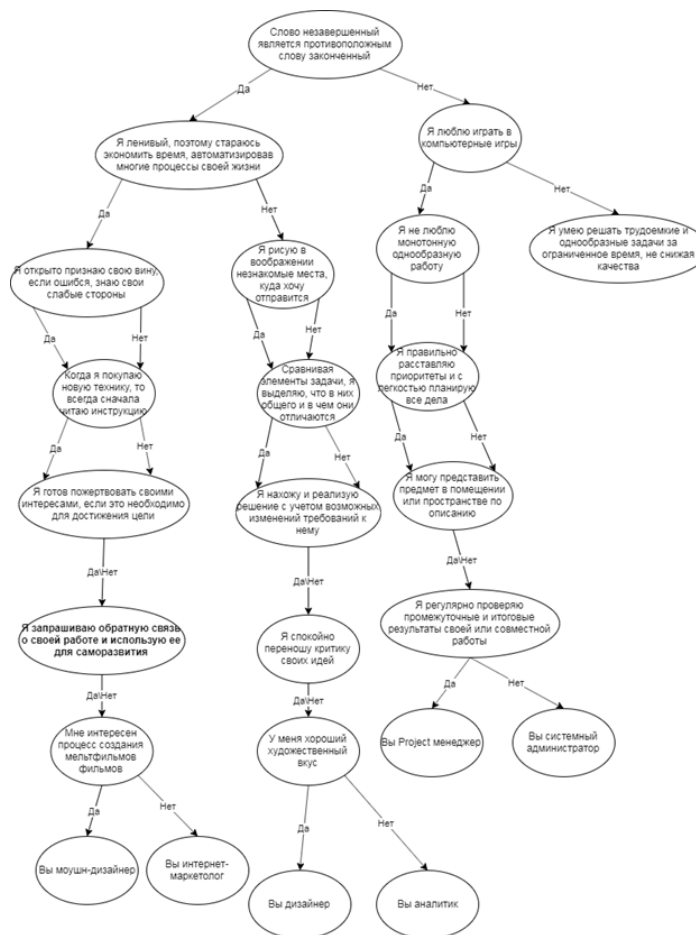 Слово незавершенный
является противоположным
слову законченный
Да
Нет
Я ленивый, поэтому стараюсь
экономить время, автоматизировав
многие процессы своей жизни
Я люблю играть в
компьютерные игры
Да
Нет
Да
Нет
Я открыто признаю свою вину,
если ошибся, знаю свои
слабые стороны
Я рисую в
воображении
незнакомые места,
куда хочу
отправится
Я не люблю
монотонную
однообразную
работу
Я умею решать трудоемкие и
однообразные задачи за
ограниченное время, не снижая
качества
Да
Нет
Да
Нет
Да
Нет
Когда я покупаю
новую технику, то
всегда сначала
читаю инструкцию
Сравнивая
элементы задачи, я
выделяю, что в них
общего и в чем они
отличаются
Я правильно
расставляю
приоритеты и с
легкостью планирую
все дела
Да
Нет
Да
Нет
Да
Нет
Я готов пожертвовать своими
интересами, если это необходимо
для достижения цели
Я нахожу и реализую
решение с учетом возможных
изменений требований к
нему
Я могу представить
предмет в помещении
или пространстве по
описанию
Да\Нет
Да\Нет
Да\Нет
Я запрашиваю обратную связь
о своей работе и использую ее
для саморазвития
Я спокойно
переношу критику
своих идей
Я регулярно проверяю
промежуточные и итоговые
результаты своей или совместной
работы
Да\Нет
Да\Нет
Да
Нет
Мне интересен
процесс создания
мельтфильмов
фильмов
У меня хороший
художественный
вкус
Вы Project менеджер
Вы системный
администратор
Да
Нет
Да
Нет
Вы моушн-дизайнер
Вы интернет-
маркетолог
Вы дизайнер
Вы аналитик